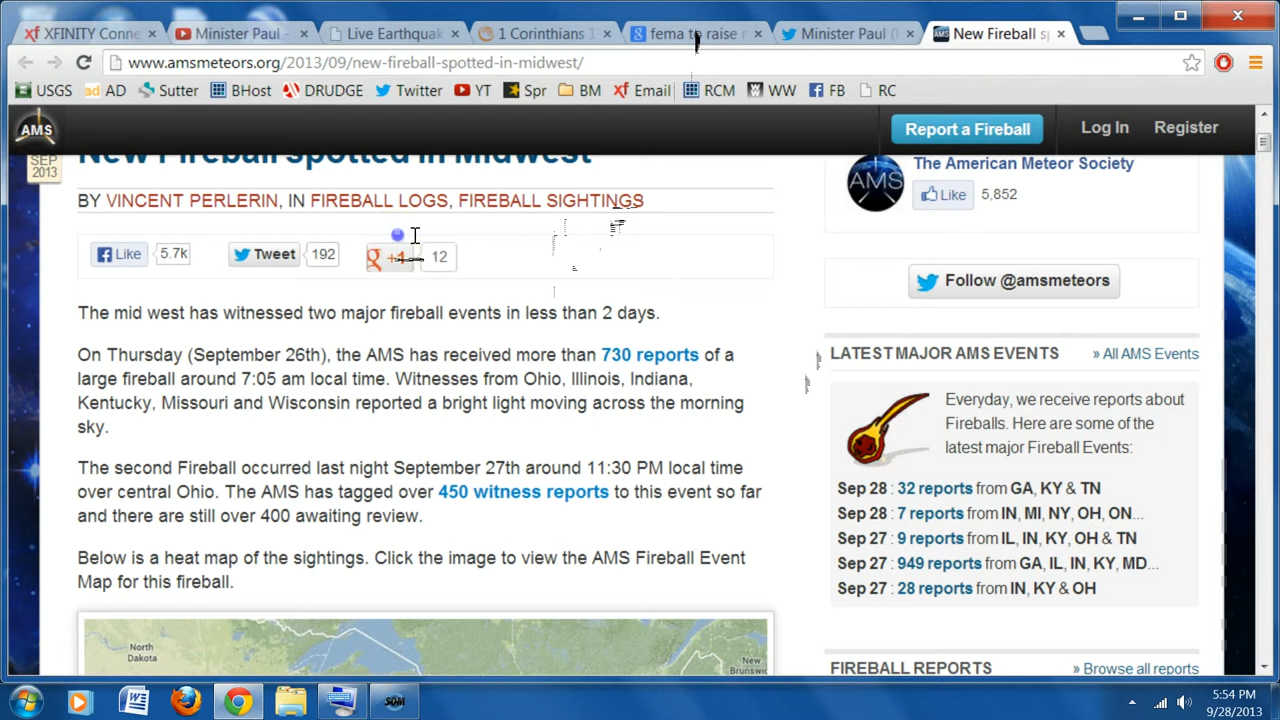 XFINITY Conne
Minister Paul -
Live Earthquak
1 Corinthians 1
fema to raise r
Minister Paul (
New Fireball sp
www.amsmeteors.org/2013/09/new-fireball-spotted-in-midwest/
USGS
ad AD
Sutter
BHost
DRUDGE
Twitter
YT
Spr
BM
xf Email
RCM
W WW
FB
RC
AMS
Report a Fireball
Log In
Register
SEP
2013
New Fireball spotted in Midwest
BY VINCENT PERLERIN, IN FIREBALL LOGS, FIREBALL SIGHTINGS
Like 5.7k
Tweet 192
g +1 12
The mid west has witnessed two major fireball events in less than 2 days.
On Thursday (September 26th), the AMS has received more than 730 reports of a
large fireball around 7:05 am local time. Witnesses from Ohio, Illinois, Indiana,
Kentucky, Missouri and Wisconsin reported a bright light moving across the morning
sky.
The second Fireball occurred last night September 27th around 11:30 PM local time
over central Ohio. The AMS has tagged over 450 witness reports to this event so far
and there are still over 400 awaiting review.
Below is a heat map of the sightings. Click the image to view the AMS Fireball Event
Map for this fireball.
North
Dakota
New
Brunswic
AMS
The American Meteor Society
Like 5,852
Follow @amsmeteors
LATEST MAJOR AMS EVENTS
» All AMS Events
Everyday, we receive reports about
Fireballs. Here are some of the
latest major Fireball Events:
Sep 28 : 32 reports from GA, KY & TN
Sep 28 : 7 reports from IN, MI, NY, OH, ON...
Sep 27 : 9 reports from IL, IN, KY, OH & TN
Sep 27 : 949 reports from GA, IL, IN, KY, MD...
Sep 27 : 28 reports from IN, KY & OH
FIREBALL REPORTS
» Browse all reports
5:54 PM
9/28/2013